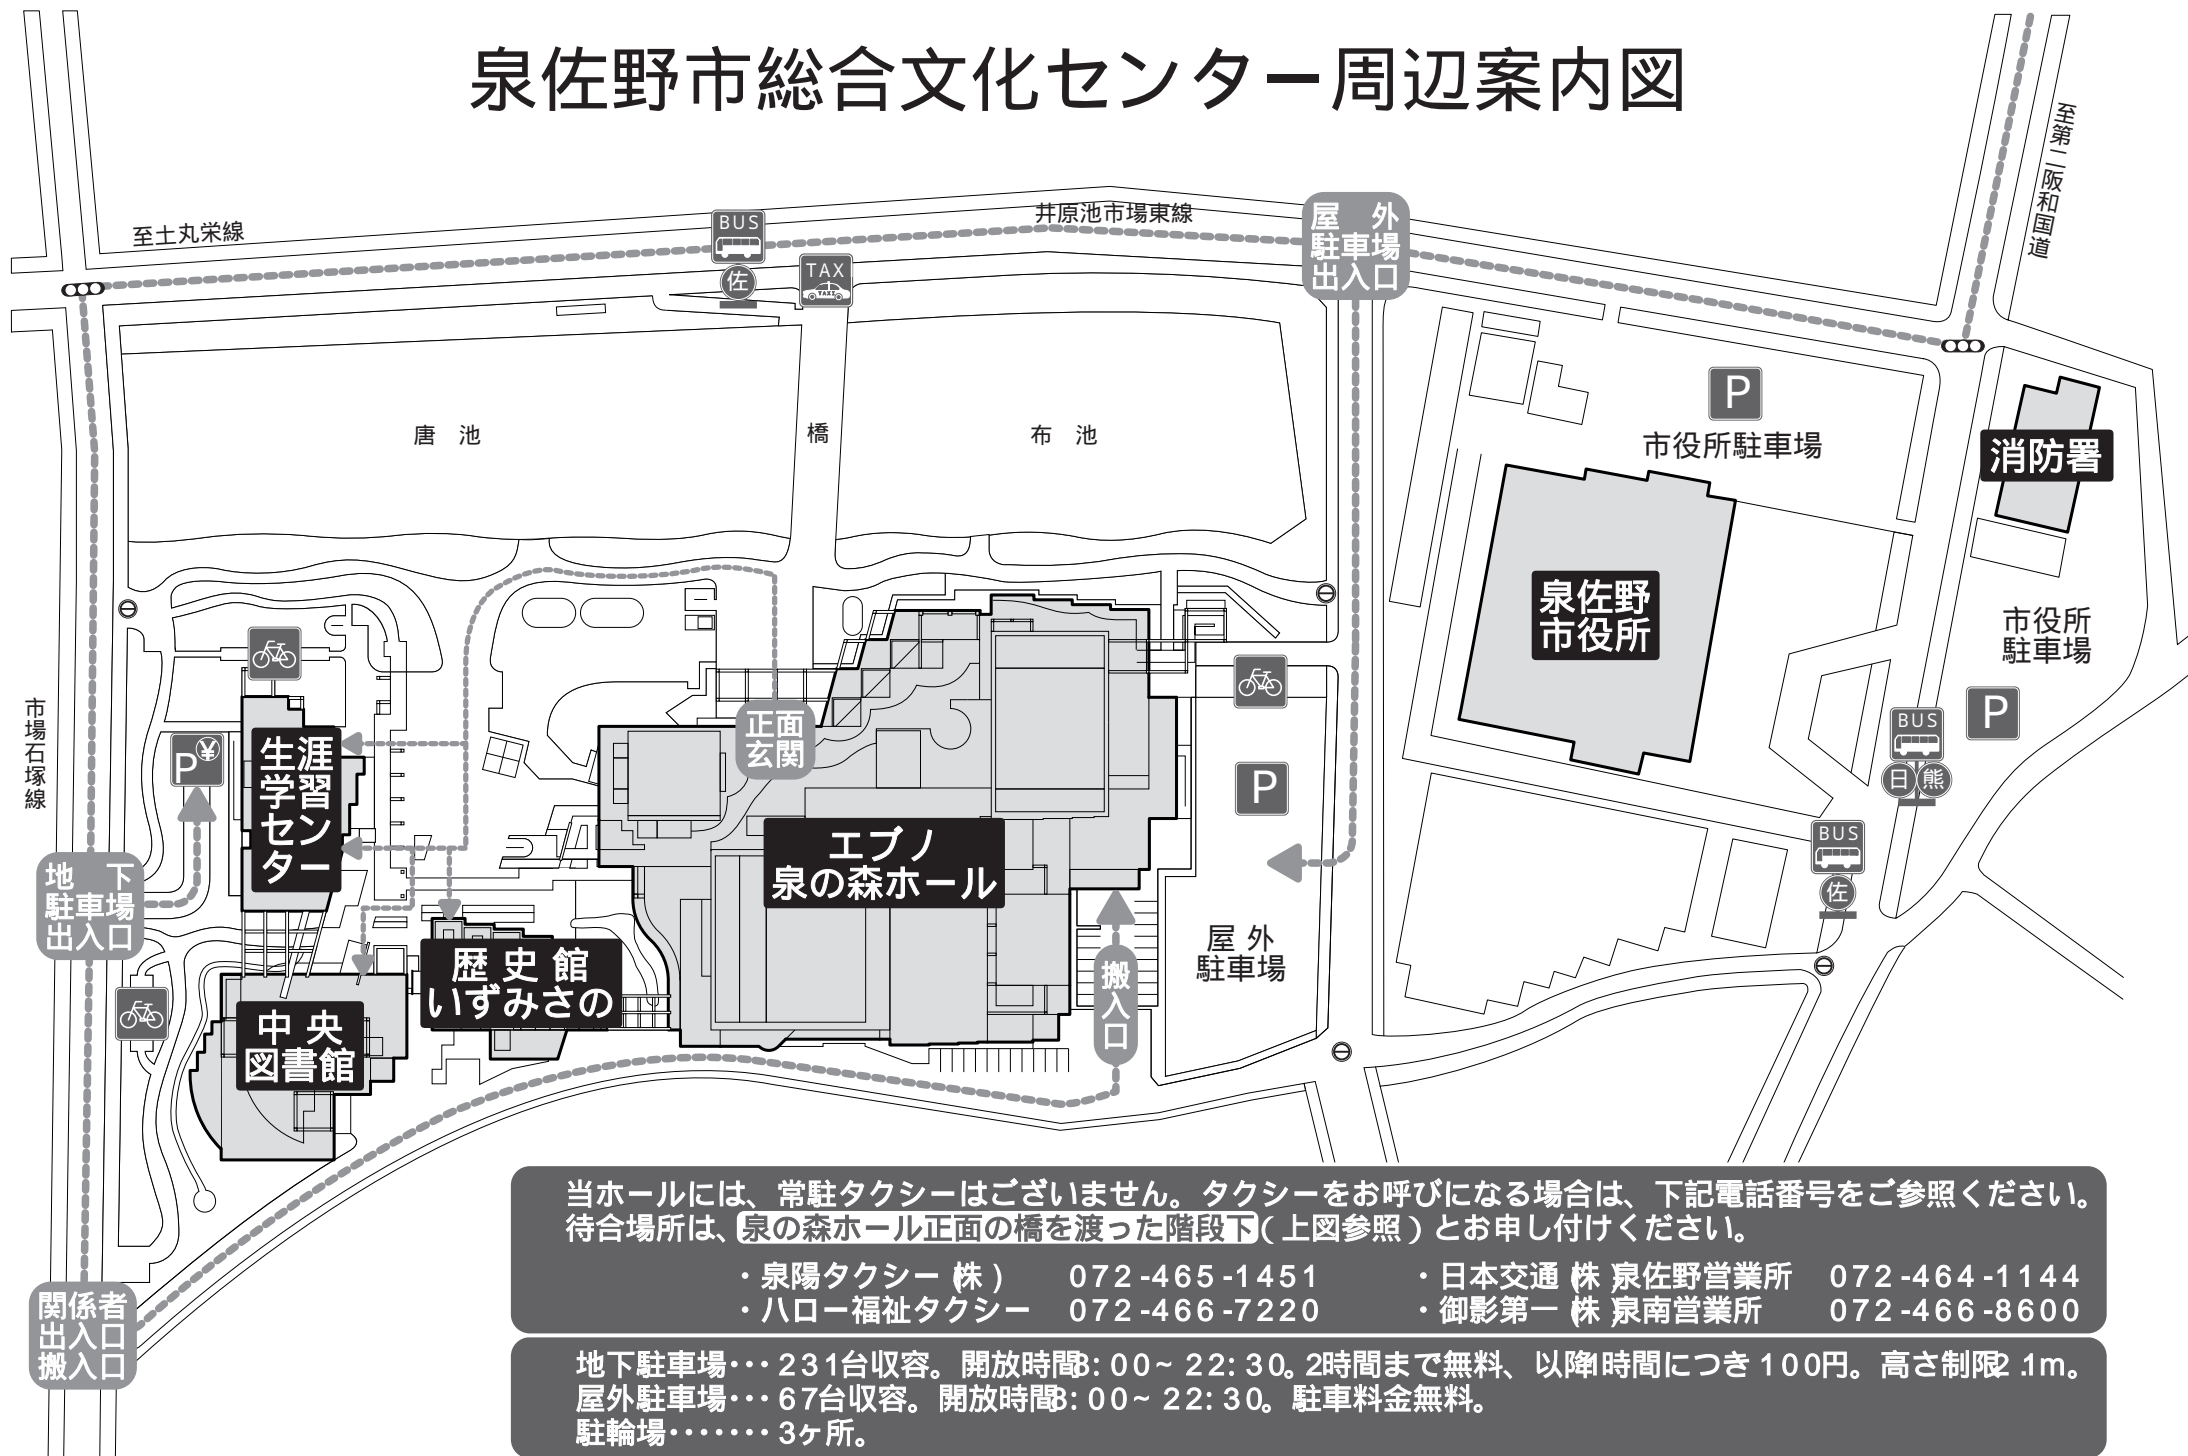 泉佐野市総合文化センター周辺案内図
至第二阪和国道
至土丸栄線
BUS
佐
TAX
TAXI
井原池市場東線
屋　外
駐車場
出入口
唐　池
橋
布　池
P
市役所駐車場
消防署
泉佐野
市役所
市役所
駐車場
P
BUS
日
熊
BUS
佐
市場石塚線
P¥
生涯
学習
セン
ター
正面
玄関
エブノ
泉の森ホール
P
屋 外
駐車場
地　下
駐車場
出入口
歴 史 館
いずみさの
中 央
図書館
搬入口
関係者
出入口
搬入口
当ホールには、常駐タクシーはございません。タクシーをお呼びになる場合は、下記電話番号をご参照ください。
待合場所は、泉の森ホール正面の橋を渡った階段下(上図参照)とお申し付けください。
・泉陽タクシー(株)　072-465-1451　・日本交通(株)泉佐野営業所　072-464-1144
・ハロー福祉タクシー　072-466-7220　・御影第一(株)泉南営業所　072-466-8600
地下駐車場･･･231台収容。開放時間8:00~22:30。2時間まで無料、以降1時間につき100円。高さ制限2.1m。
屋外駐車場･･･67台収容。開放時間8:00~22:30。駐車料金無料。
駐輪場･･･････3ヶ所。